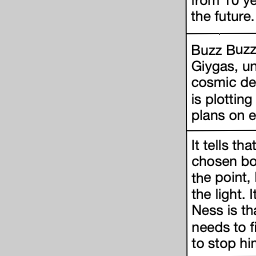 from 10 ye
the future.
Buzz Buzz
Giygas, un
cosmic de
is plotting
plans on e
It tells that
chosen bo
the point, 
the light. It
Ness is tha
needs to fi
to stop him